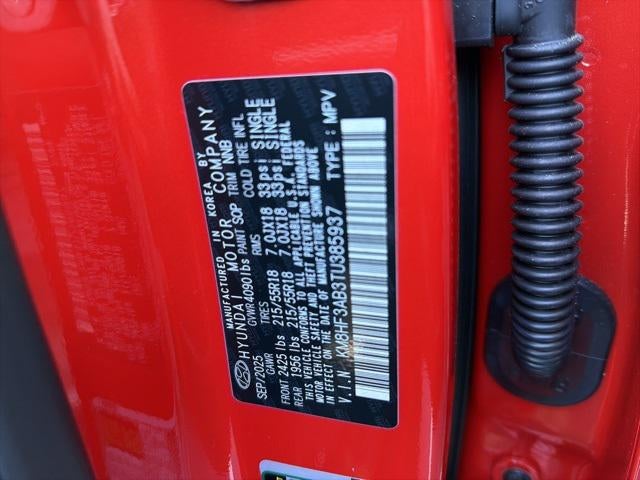 MANUFACTURED IN KOREA BY
HYUNDAI MOTOR COMPANY
SEP/2025 GVWR 4090lbs PAINT SOP TRIM NNB
GAWR TIRES RIMS COLD TIRE INFL
FRONT 2425 lbs 215/55R18 7.0JX18 33psi SINGLE
REAR 1956 lbs 215/55R18 7.0JX18 33psi SINGLE
THIS VEHICLE CONFORMS TO ALL APPLICABLE U.S.A. FEDERAL
MOTOR VEHICLE SAFETY AND THEFT PREVENTION STANDARDS
IN EFFECT ON THE DATE OF MANUFACTURE SHOWN ABOVE
V.I.N: KM8HF3AB3TU385937 TYPE : MPV